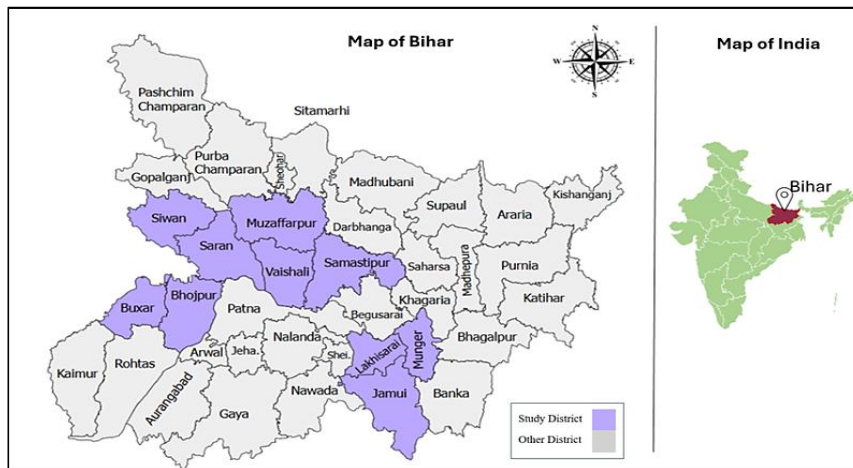 Map of Bihar
N
W
E
S
Pashchim
Champaran
Sitamarhi
Gopalganj
Purba
Champaran
Sheohar
Madhubani
Kishanganj
Siwan
Muzaffarpur
Darbhanga
Supaul
Araria
Saran
Vaishali
Samastipur
Saharsa
Madhepura
Purnia
Buxar
Bhojpur
Patna
Begusarai
Khagaria
Katihar
Kaimur
Rohtas
Arwal
Jeha.
Nalanda
Shei.
Lakhisarai
Munger
Bhagalpur
Aurangabad
Gaya
Nawada
Jamui
Banka
Study District
Other District
Map of India
Bihar